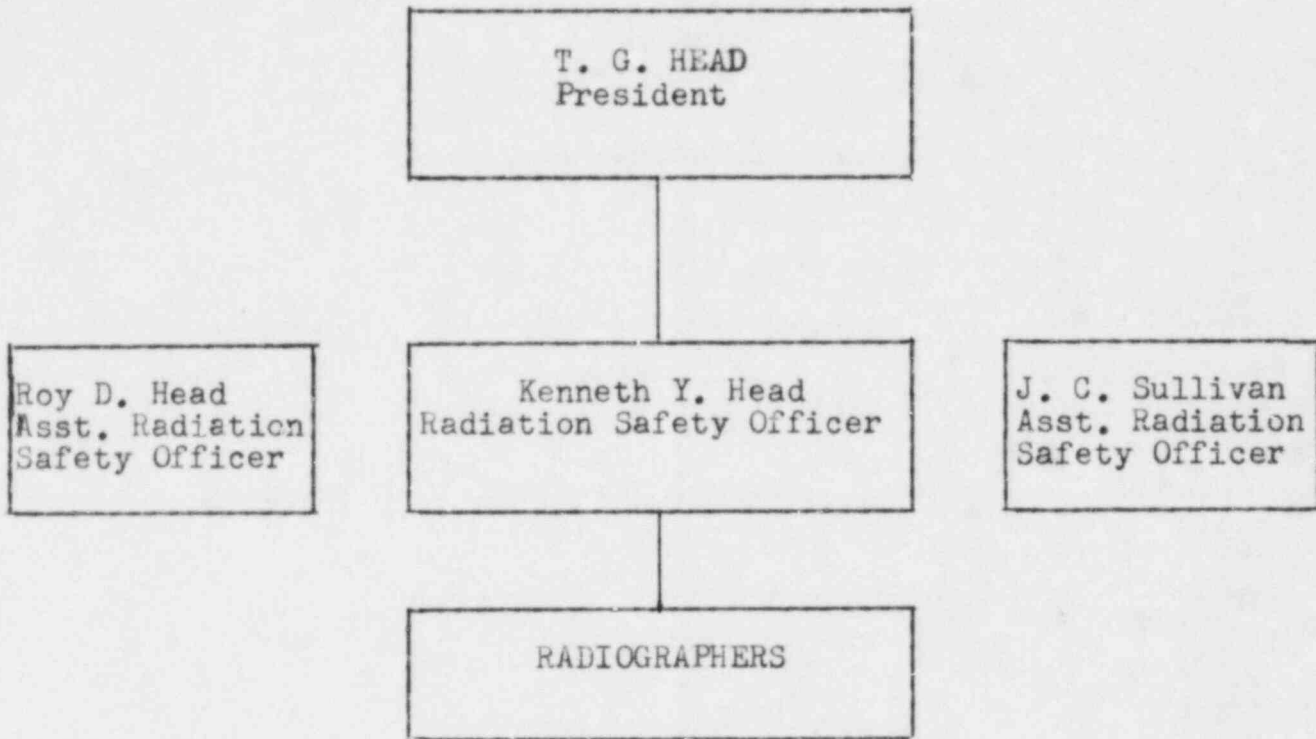 T. G. HEAD
President
Roy D. Head
Asst. Radiation
Safety Officer
Kenneth Y. Head
Radiation Safety Officer
J. C. Sullivan
Asst. Radiation
Safety Officer
RADIOGRAPHERS